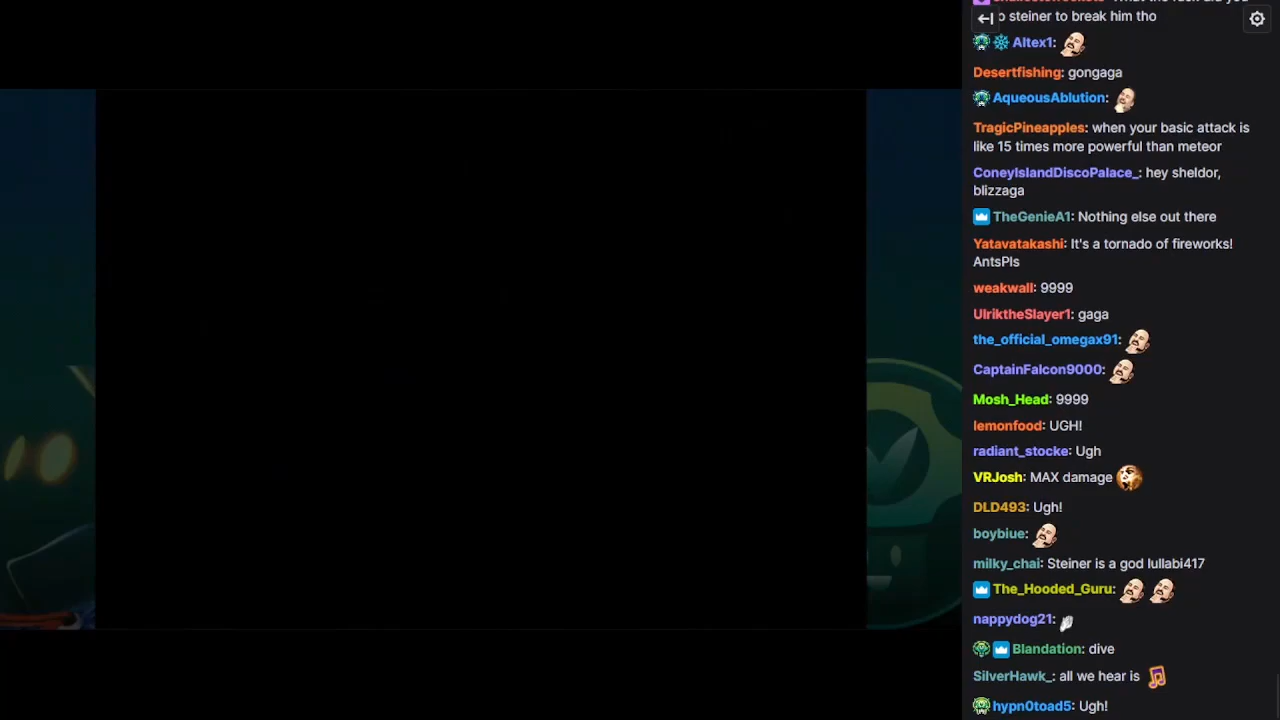 steiner to break him tho
Altex1:
Desertfishing: gongaga
AqueousAblution:
TragicPineapples: when your basic attack is
like 15 times more powerful than meteor
ConeyIslandDiscoPalace_: hey sheldor,
blizzaga
TheGenieA1: Nothing else out there
Yatavatakashi: It's a tornado of fireworks!
AntsPls
weakwall: 9999
UlriktheSlayer1: gaga
the_official_omegax91:
CaptainFalcon9000:
Mosh_Head: 9999
lemonfood: UGH!
radiant_stocke: Ugh
VRJosh: MAX damage
DLD493: Ugh!
boybiue:
milky_chai: Steiner is a god lullabi417
The_Hooded_Guru:
nappydog21:
Blandation: dive
SilverHawk_: all we hear is
hypn0toad5: Ugh!